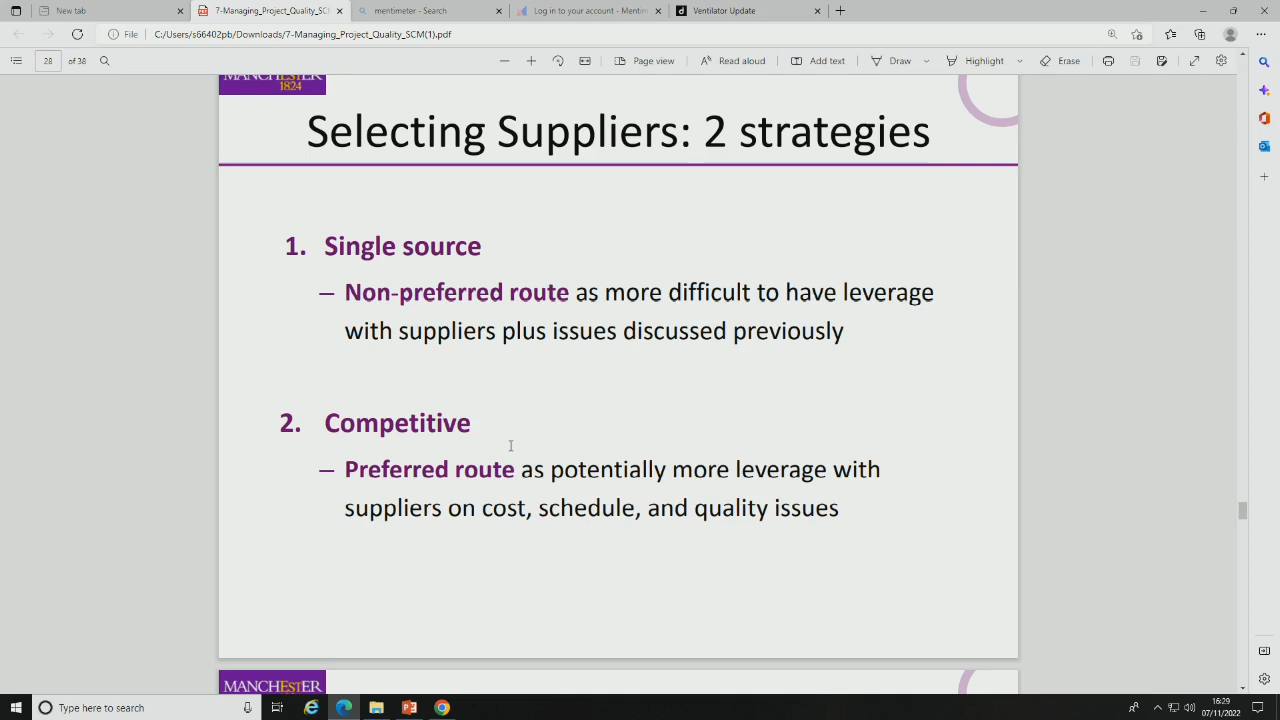 New tab
7-Managing_Project_Quality_SCM
mentimeter - Search
Log in to your account - Mentim
Ventilator Update
File
C:/Users/s66402pb/Downloads/7-Managing_Project_Quality_SCM(1).pdf
28
of 38
Page view
Read aloud
Add text
Draw
Highlight
Erase
MANCHESTER
1824
Selecting Suppliers: 2 strategies
1. Single source
– Non-preferred route as more difficult to have leverage
with suppliers plus issues discussed previously
2. Competitive
– Preferred route as potentially more leverage with
suppliers on cost, schedule, and quality issues
MANCHESTER
Type here to search
16:29
07/11/2022